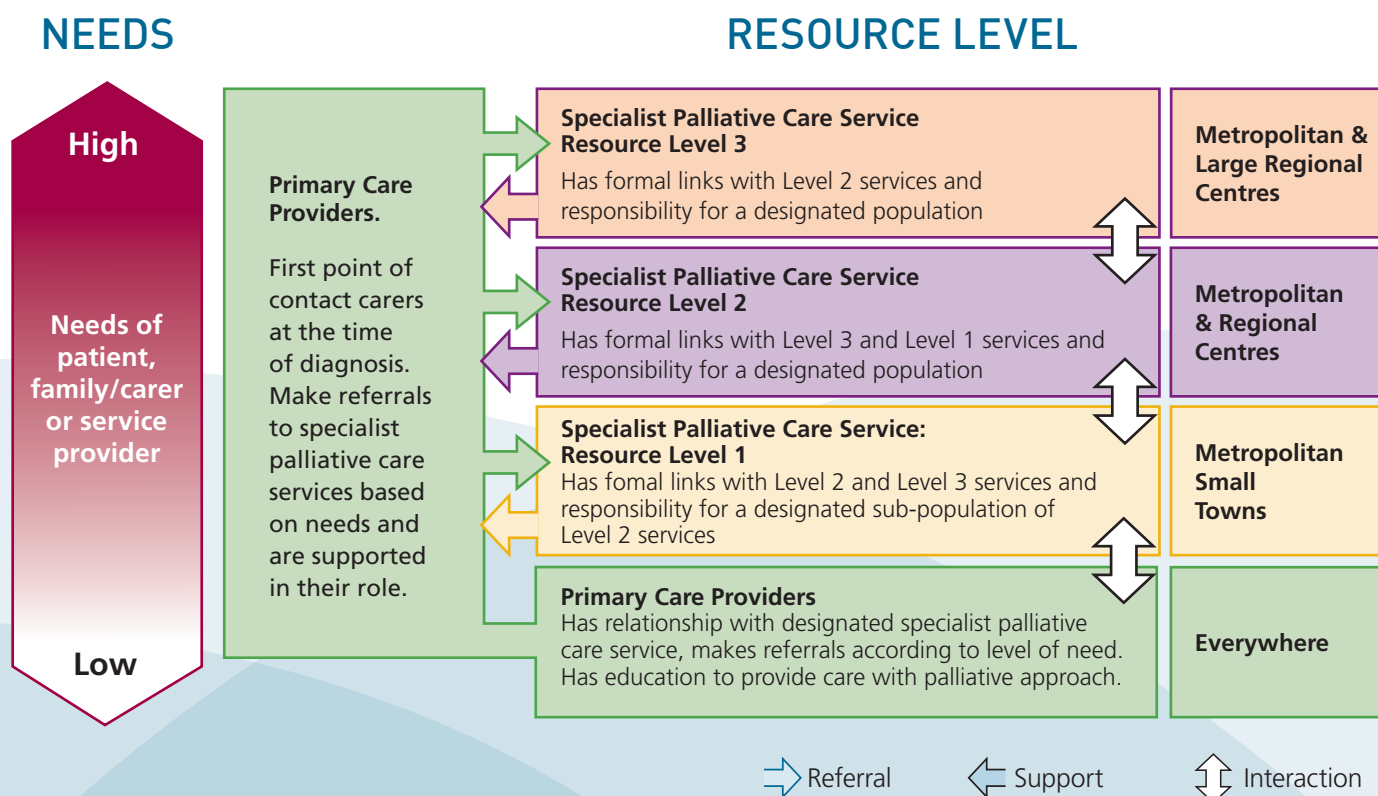 NEEDS
RESOURCE LEVEL
High
Needs of
patient,
family/carer
or service
provider
Low
Primary Care
Providers.
First point of
contact carers
at the time
of diagnosis.
Make referrals
to specialist
palliative care
services based
on needs and
are supported
in their role.
Specialist Palliative Care Service
Resource Level 3
Has formal links with Level 2 services and
responsibility for a designated population
Metropolitan &
Large Regional
Centres
Specialist Palliative Care Service
Resource Level 2
Has formal links with Level 3 and Level 1 services and
responsibility for a designated population
Metropolitan
& Regional
Centres
Specialist Palliative Care Service:
Resource Level 1
Has fomal links with Level 2 and Level 3 services and
responsibility for a designated sub-population of
Level 2 services
Metropolitan
Small
Towns
Primary Care Providers
Has relationship with designated specialist palliative
care service, makes referrals according to level of need.
Has education to provide care with palliative approach.
Everywhere
Referral
Support
Interaction